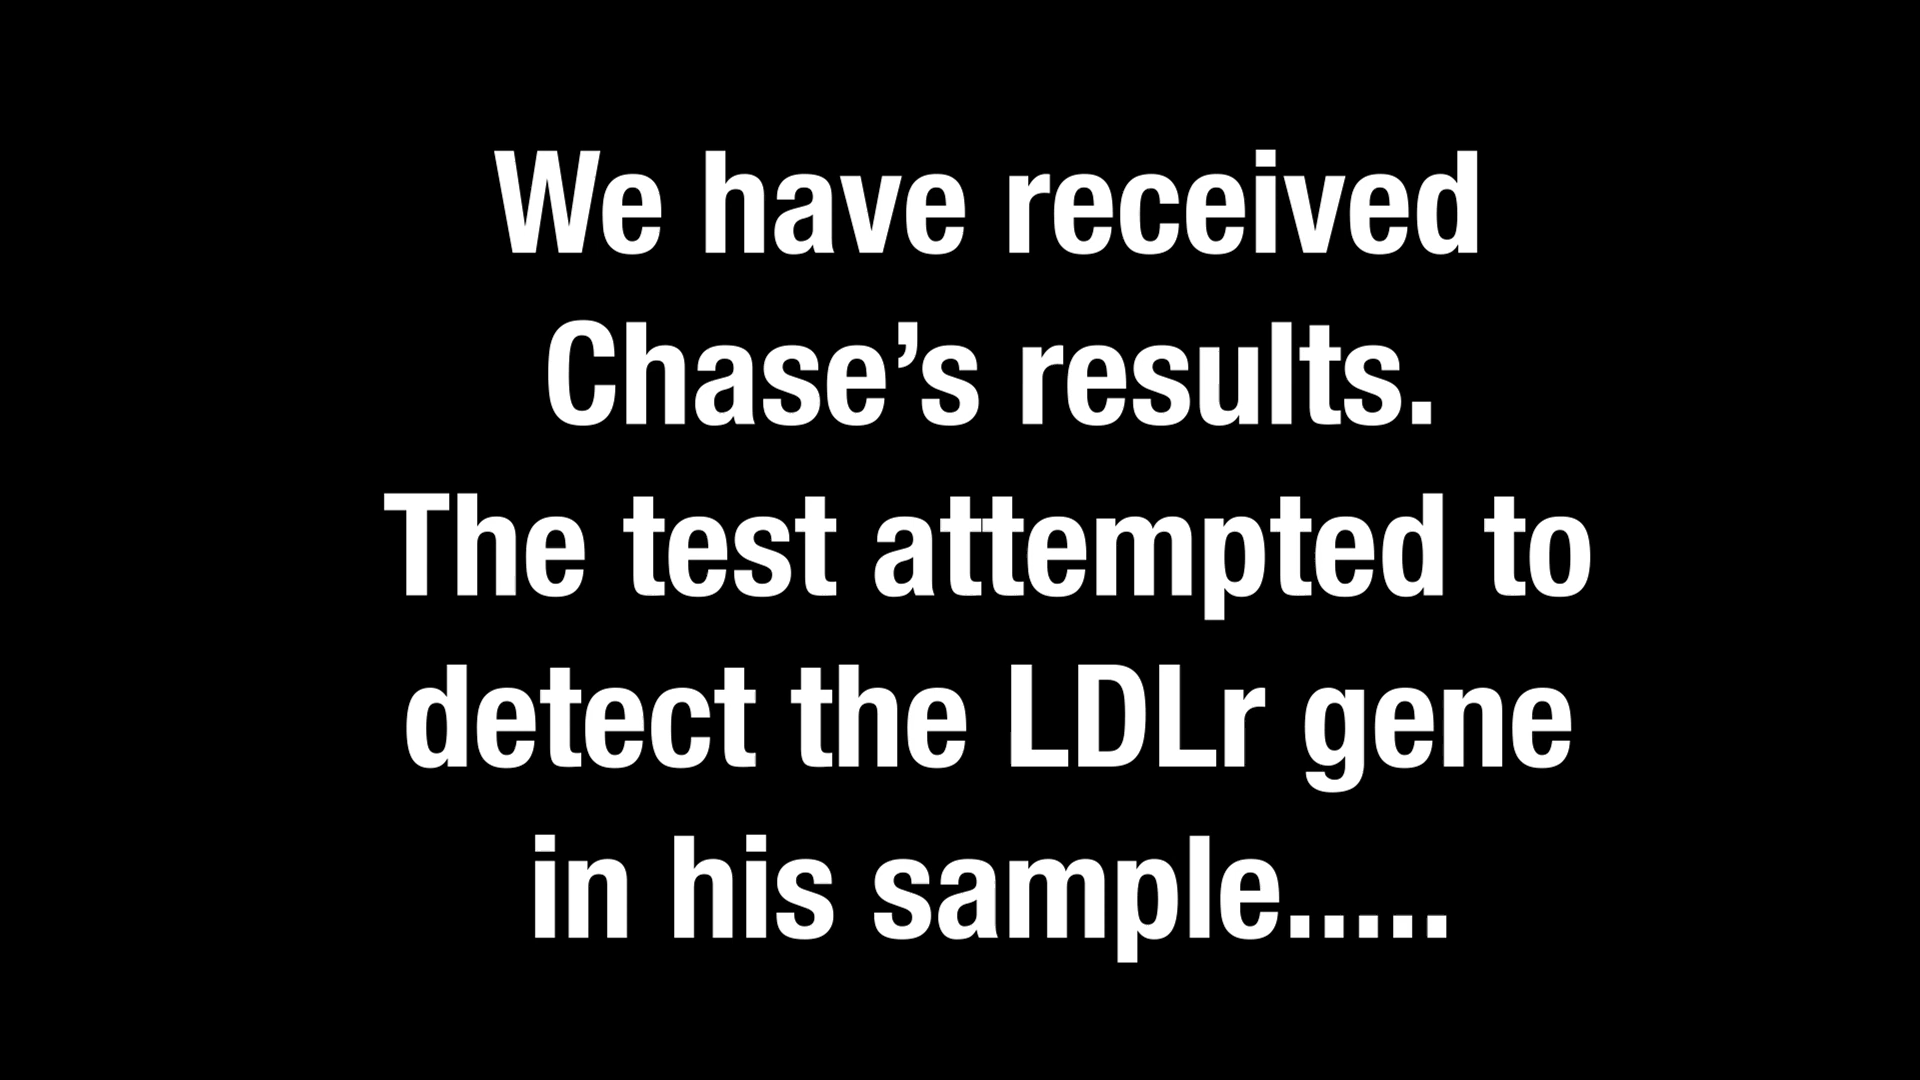 We have received
Chase’s results.
The test attempted to
detect the LDLr gene
in his sample.....